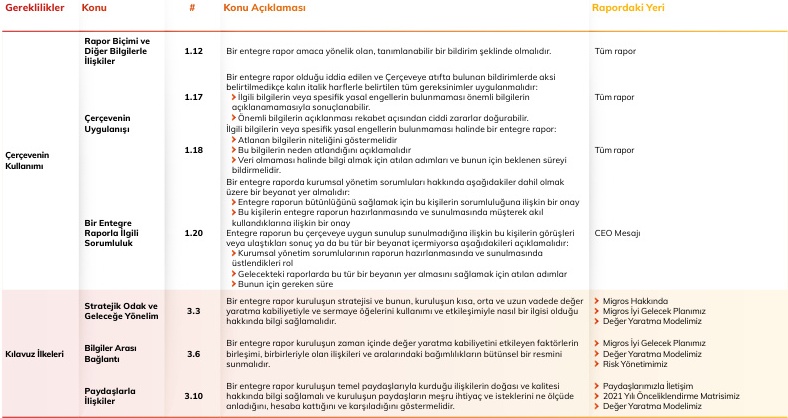 Gereklilikler Konu # Konu Açıklaması Rapordaki Yeri
Rapor Biçimi ve
Diğer Bilgilerle
İlişkiler
1.12
Bir entegre rapor amaca yönelik olan, tanımlanabilir bir bildirim şeklinde olmalıdır.
Tüm rapor
Çerçevenin
Kullanımı
Çerçevenin
Uygulanışı
1.17
Bir entegre rapor olduğu iddia edilen ve Çerçeveye atıfta bulunan bildirimlerde aksi
belirtilmedikçe kalın italik harflerle belirtilen tüm gereksinimler uygulanmalıdır:
İlgili bilgilerin veya spesifik yasal engellerin bulunmaması önemli bilgilerin
açıklanamamasıyla sonuçlanabilir.
Önemli bilgilerin açıklanması rekabet açısından ciddi zararlar doğurabilir.
Tüm rapor
1.18
İlgili bilgilerin veya spesifik yasal engellerin bulunmaması halinde bir entegre rapor:
Atlanan bilgilerin niteliğini göstermelidir
Bu bilgilerin neden atlandığını açıklamalıdır
Veri olmaması halinde bilgi almak için atılan adımları ve bunun için beklenen süreyi
bildirmelidir.
Tüm rapor
Bir Entegre
Raporla İlgili
Sorumluluk
1.20
Bir entegre raporda kurumsal yönetim sorumluları hakkında aşağıdakiler dahil olmak
üzere bir beyanat yer almalıdır:
Entegre raporun bütünlüğünü sağlamak için bu kişilerin sorumluluğuna ilişkin bir onay
Bu kişilerin entegre raporun hazırlanmasında ve sunulmasında müşterek akıl
kullandıklarına ilişkin bir onay
Entegre raporun bu çerçeveye uygun sunulup sunulmadığına ilişkin bu kişilerin görüşleri
veya ulaştıkları sonuç ya da bu tür bir beyanat içermiyorsa aşağıdakileri açıklamalıdır:
Kurumsal yönetim sorumlularının raporun hazırlanmasında ve sunulmasında
üstlendikleri rol
Gelecekteki raporlarda bu tür bir beyanın yer almasını sağlamak için atılan adımlar
Bunun için gereken süre
CEO Mesajı
Kılavuz İlkeleri
Stratejik Odak ve
Geleceğe Yönelim
3.3
Bir entegre rapor kuruluşun stratejisi ve bunun, kuruluşun kısa, orta ve uzun vadede değer
yaratma kabiliyetiyle ve sermaye öğelerini kullanımı ve etkileşimiyle nasıl bir ilgisi olduğu
hakkında bilgi sağlamalıdır.
Migros Hakkında
Migros İyi Gelecek Planımız
Değer Yaratma Modelimiz
Bilgiler Arası
Bağlantı
3.6
Bir entegre rapor kuruluşun zaman içinde değer yaratma kabiliyetini etkileyen faktörlerin
birleşimi, birbirleriyle olan ilişkileri ve aralarındaki bağımlılıkların bütünsel bir resmini
sunmalıdır.
Migros İyi Gelecek Planımız
Değer Yaratma Modelimiz
Risk Yönetimimiz
Paydaşlarla
İlişkiler
3.10
Bir entegre rapor kuruluşun temel paydaşlarıyla kurduğu ilişkilerin doğası ve kalitesi
hakkında bilgi sağlamalı ve kuruluşun paydaşların meşru ihtiyaç ve isteklerini ne ölçüde
anladığını, hesaba kattığını ve karşıladığını göstermelidir.
Paydaşlarımızla İletişim
2021 Yılı Önceliklendirme Matrisimiz
Değer Yaratma Modelimiz